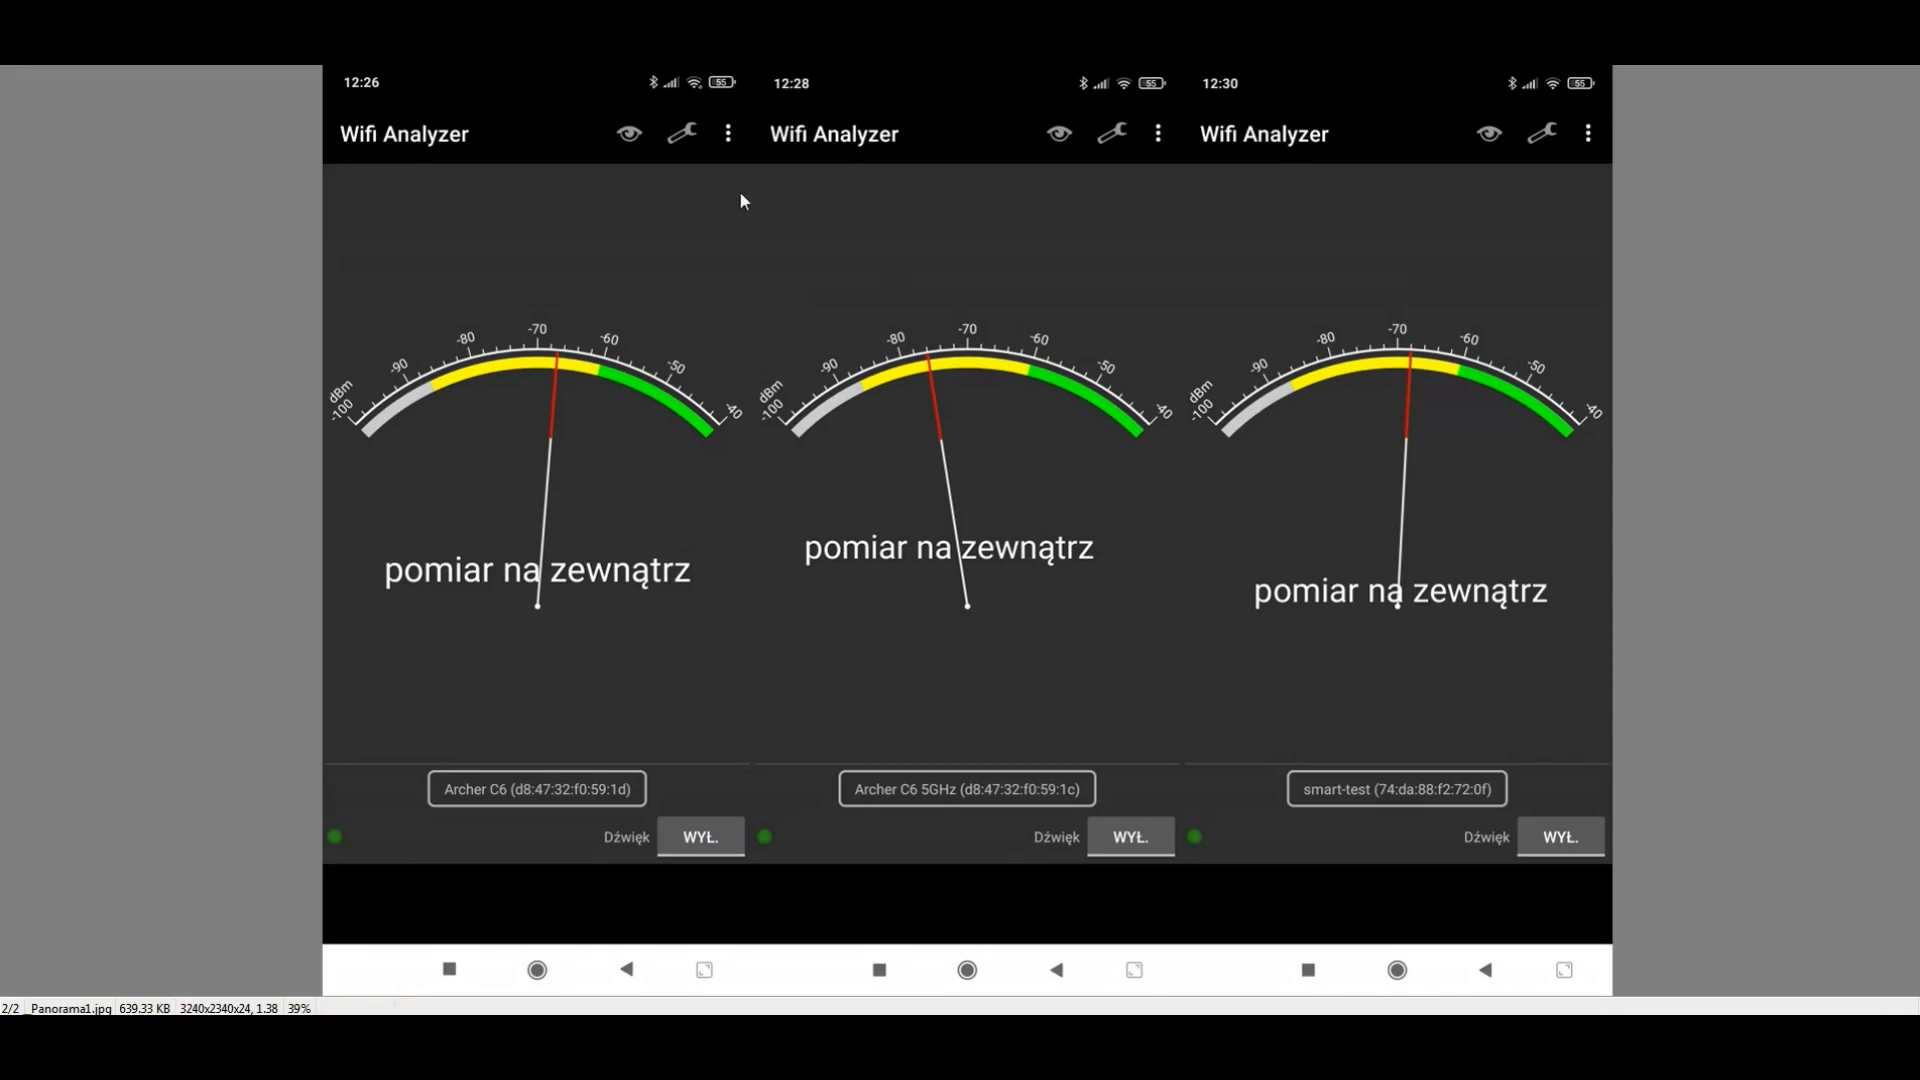 12:26
55
Wifi Analyzer
dBm
-100
-90
-80
-70
-60
-50
-40
pomiar na zewnątrz
Archer C6 (d8:47:32:f0:59:1d)
Dźwięk
WYŁ.
12:28
55
Wifi Analyzer
dBm
-100
-90
-80
-70
-60
-50
-40
pomiar na zewnątrz
Archer C6 5GHz (d8:47:32:f0:59:1c)
Dźwięk
WYŁ.
12:30
55
Wifi Analyzer
dBm
-100
-90
-80
-70
-60
-50
-40
pomiar na zewnątrz
smart-test (74:da:88:f2:72:0f)
Dźwięk
WYŁ.
2/2 _Panorama1.jpg 639.33 KB 3240x2340x24, 1.38 39%